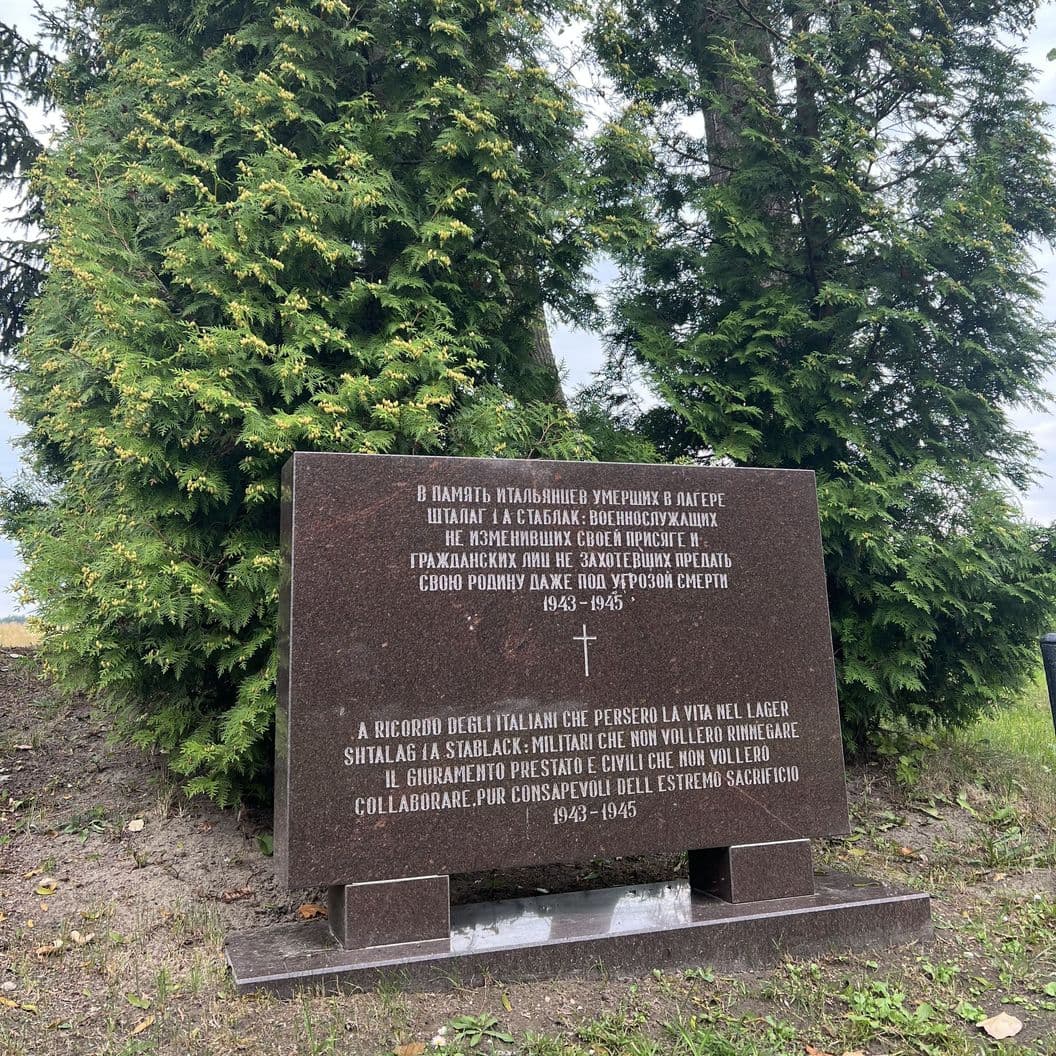 В ПАМЯТЬ ИТАЛЬЯНЦЕВ УМЕРШИХ В ЛАГЕРЕ
ШТАЛАГ 1А СТАБЛАК: ВОЕННОСЛУЖАЩИХ
НЕ ИЗМЕНИВШИХ СВОЕЙ ПРИСЯГЕ И
ГРАЖДАНСКИХ ЛИЦ НЕ ЗАХОТЕВШИХ ПРЕДАТЬ
СВОЮ РОДИНУ ДАЖЕ ПОД УГРОЗОЙ СМЕРТИ
1943-1945
A RICORDO DEGLI ITALIANI CHE PERSERO LA VITA NEL LAGER
SHTALAG 1A STABLACK: MILITARI CHE NON VOLLERO RINNEGARE
IL GIURAMENTO PRESTATO E CIVILI CHE NON VOLLERO
COLLABORARE, PUR CONSAPEVOLI DELL ESTREMO SACRIFICIO
1943-1945